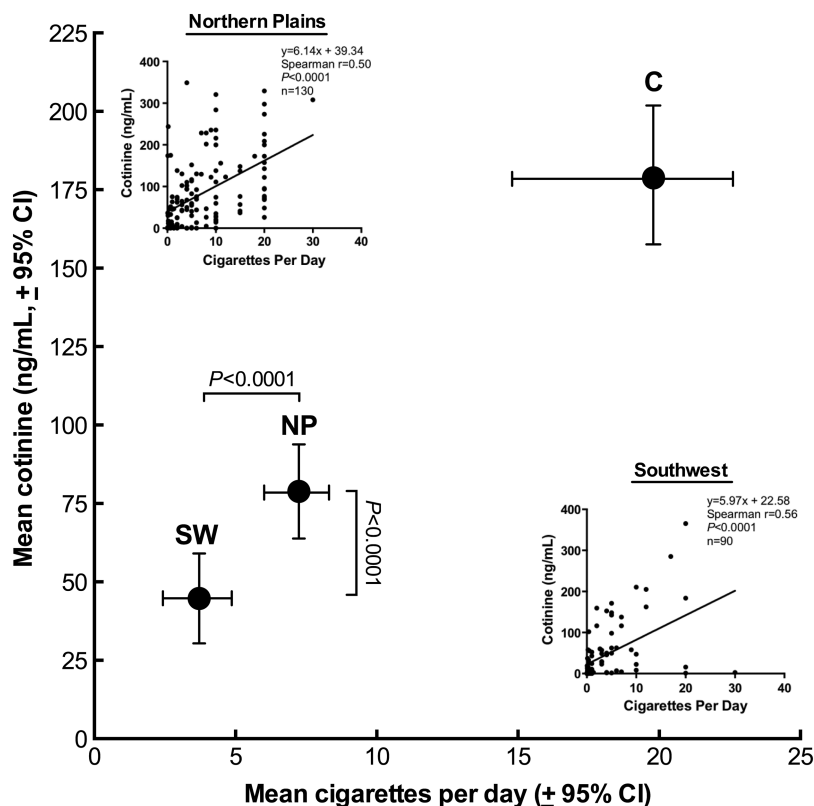 Northern Plains
y=6.14x + 39.34
Spearman r=0.50
P<0.0001
n=130
Cotinine (ng/mL)
400
300
200
100
0
0 10 20 30 40
Cigarettes Per Day
C
Mean cotinine (ng/mL, ± 95% CI)
225
200
175
150
125
100
75
50
25
0
P<0.0001
NP
P<0.0001
SW
Southwest
y=5.97x + 22.58
Spearman r=0.56
P<0.0001
n=90
Cotinine (ng/mL)
400
300
200
100
0
0 10 20 30 40
Cigarettes Per Day
0 5 10 15 20 25
Mean cigarettes per day (± 95% CI)